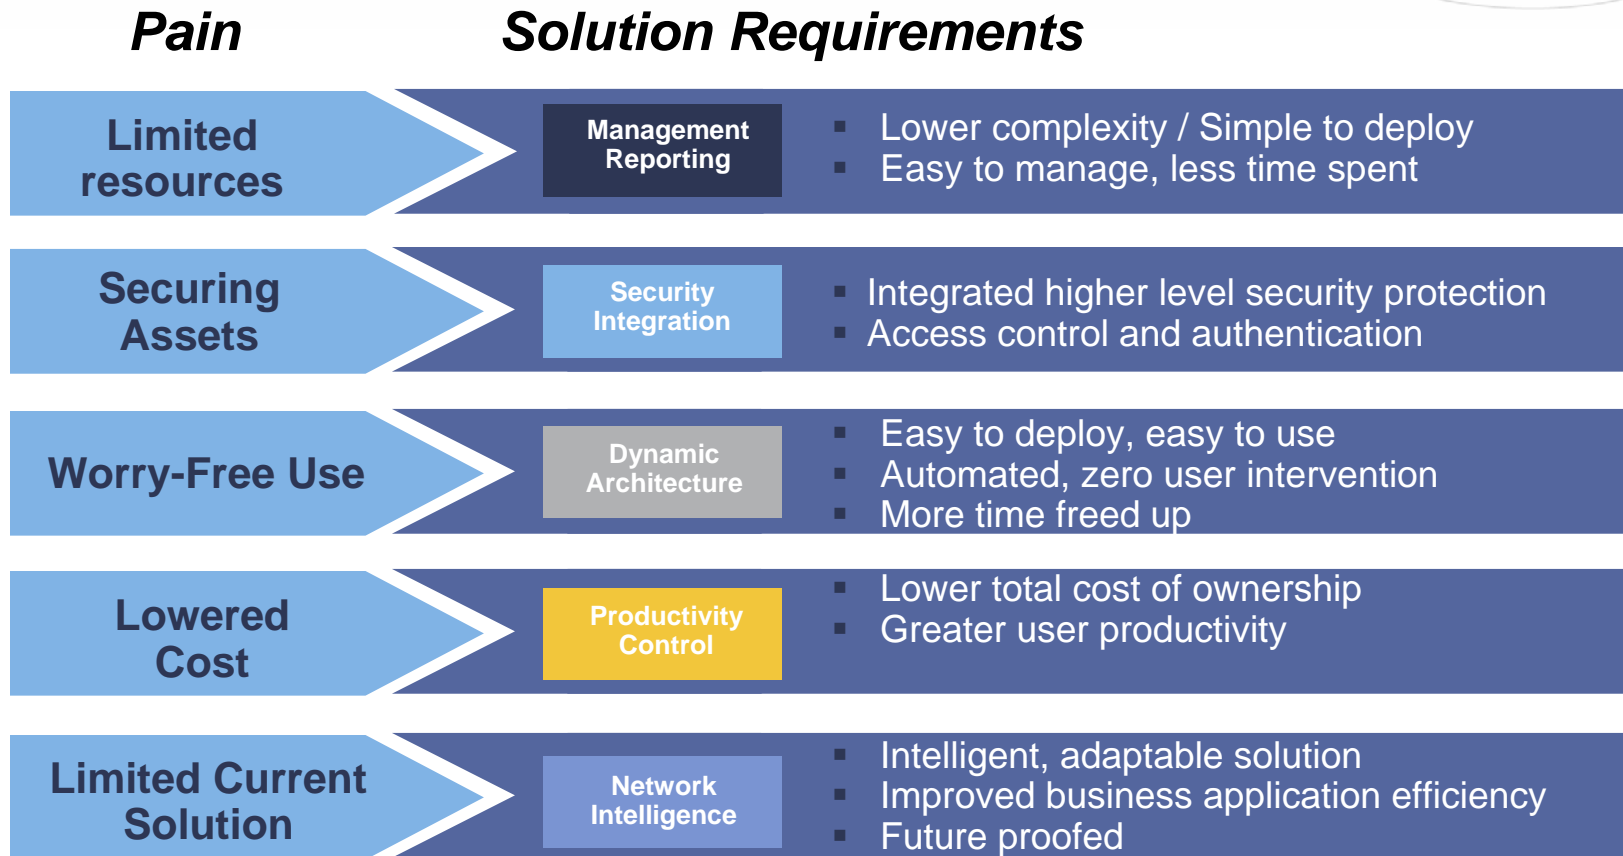 Pain
Solution Requirements
Limited
resources
Management
Reporting
▪ Lower complexity / Simple to deploy
▪ Easy to manage, less time spent
Securing
Assets
Security
Integration
▪ Integrated higher level security protection
▪ Access control and authentication
Worry-Free Use
Dynamic
Architecture
▪ Easy to deploy, easy to use
▪ Automated, zero user intervention
▪ More time freed up
Lowered
Cost
Productivity
Control
▪ Lower total cost of ownership
▪ Greater user productivity
Limited Current
Solution
Network
Intelligence
▪ Intelligent, adaptable solution
▪ Improved business application efficiency
▪ Future proofed